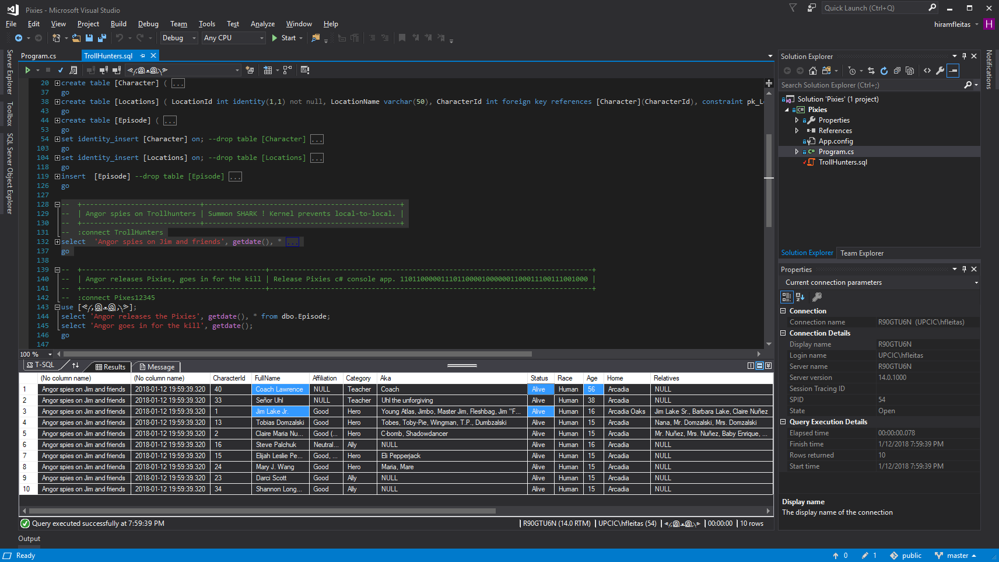 Pixies - Microsoft Visual Studio
Quick Launch (Ctrl+Q)
File Edit View Project Build Debug Team Tools Test Analyze Window Help
hiramfleitas H
Debug Any CPU Start
Server Explorer
Toolbox
SQL Server Object Explorer
Program.cs TrollHunters.sql
20 create table [Character] ( ...
37 go
38 create table [Locations] ( LocationId int identity(1,1) not null, LocationName varchar(50), CharacterId int foreign key references [Character](CharacterId), constraint pk_L
43 go
44 create table [Episode] ( ...
53 go
54 set identity_insert [Character] on; --drop table [Character] ...
103 go
104 set identity_insert [Locations] on; --drop table [Locations] ...
118 go
119 insert [Episode] --drop table [Episode] ...
126 go
127
128 -- +-----------------------------+------------------------------------------------+
129 -- | Angor spies on Trollhunters | Summon SHARK ! Kernel prevents local-to-local. |
130 -- +-----------------------------+------------------------------------------------+
131 -- :connect TrollHunters
132 select 'Angor spies on Jim and friends', getdate(), * ...
137 go
138
139 -- +---------------------------------------------+-------------------------------------------------------------------------------+
140 -- | Angor releases Pixies, goes in for the kill | Release Pixies c# console app. 1101100000111011000010000001100011100111001000 |
141 -- +---------------------------------------------+-------------------------------------------------------------------------------+
142 -- :connect Pixes12345
143 use [
];
144 select 'Angor releases the Pixies', getdate(), * from dbo.Episode;
145 select 'Angor goes in for the kill', getdate();
146 go
147
100 %
T-SQL Results Message
(No column name) (No column name) CharacterId FullName Affiliation Category Aka Status Race Age Home Relatives
1 Angor spies on Jim and friends 2018-01-12 19:59:39.320 40 Coach Lawrence NULL Teacher Coach Alive Human 56 Arcadia NULL
2 Angor spies on Jim and friends 2018-01-12 19:59:39.320 33 Señor Uhl NULL Teacher Uhl the unforgiving Alive Human 38 Arcadia NULL
3 Angor spies on Jim and friends 2018-01-12 19:59:39.320 1 Jim Lake Jr. Good Hero Young Atlas, Jimbo, Master Jim, Fleshbag, Jim "F... Alive Human 16 Arcadia Oaks Jim Lake Sr., Barbara Lake, Claire Nuñez
4 Angor spies on Jim and friends 2018-01-12 19:59:39.320 13 Tobias Domzalski Good Hero Tobes, Toby-Pie, Wingman, T.P., Dumbzalski Alive Human 15 Arcadia Nana, Mr. Domzalski, Mrs. Domzalski
5 Angor spies on Jim and friends 2018-01-12 19:59:39.320 2 Claire Maria Nu... Good (... Hero C-bomb, Shadowdancer Alive Human 15 Arcadia Mr. Nuñez, Mrs. Nuñez, Baby Enrique, ...
6 Angor spies on Jim and friends 2018-01-12 19:59:39.320 16 Steve Palchuk Neutral... Ally NULL Alive Human 16 Arcadia NULL
7 Angor spies on Jim and friends 2018-01-12 19:59:39.320 15 Elijah Leslie Pe... Good, ... Hero Eli Pepperjack Alive Human 15 Arcadia NULL
8 Angor spies on Jim and friends 2018-01-12 19:59:39.320 24 Mary J. Wang Good Hero Maria, Mare Alive Human 15 Arcadia NULL
9 Angor spies on Jim and friends 2018-01-12 19:59:39.320 23 Darci Scott Good Ally NULL Alive Human 15 Arcadia NULL
10 Angor spies on Jim and friends 2018-01-12 19:59:39.320 34 Shannon Long... Good Ally NULL Alive Human 15 Arcadia NULL
Query executed successfully at 7:59:39 PM
R90GTU6N (14.0 RTM) UPCIC\hfleitas (54) 00:00:00 10 rows
Output
Ready
0 1 public master
Solution Explorer
Search Solution Explorer (Ctrl+;)
Solution 'Pixies' (1 project)
Pixies
Properties
References
App.config
Program.cs
TrollHunters.sql
Solution Explorer Team Explorer
Properties
Current connection parameters
Connection
Connection name R90GTU6N (UPCIC\hfleitas)
Connection Details
Display name R90GTU6N
Login name UPCIC\hfleitas
Server name R90GTU6N
Server version 14.0.1000
Session Tracing ID
SPID 54
State Open
Query Execution Details
Elapsed time 00:00:00.078
Finish time 1/12/2018 7:59:39 PM
Rows returned 10
Start time 1/12/2018 7:59:39 PM
Display name
The display name of the connection
Notifications